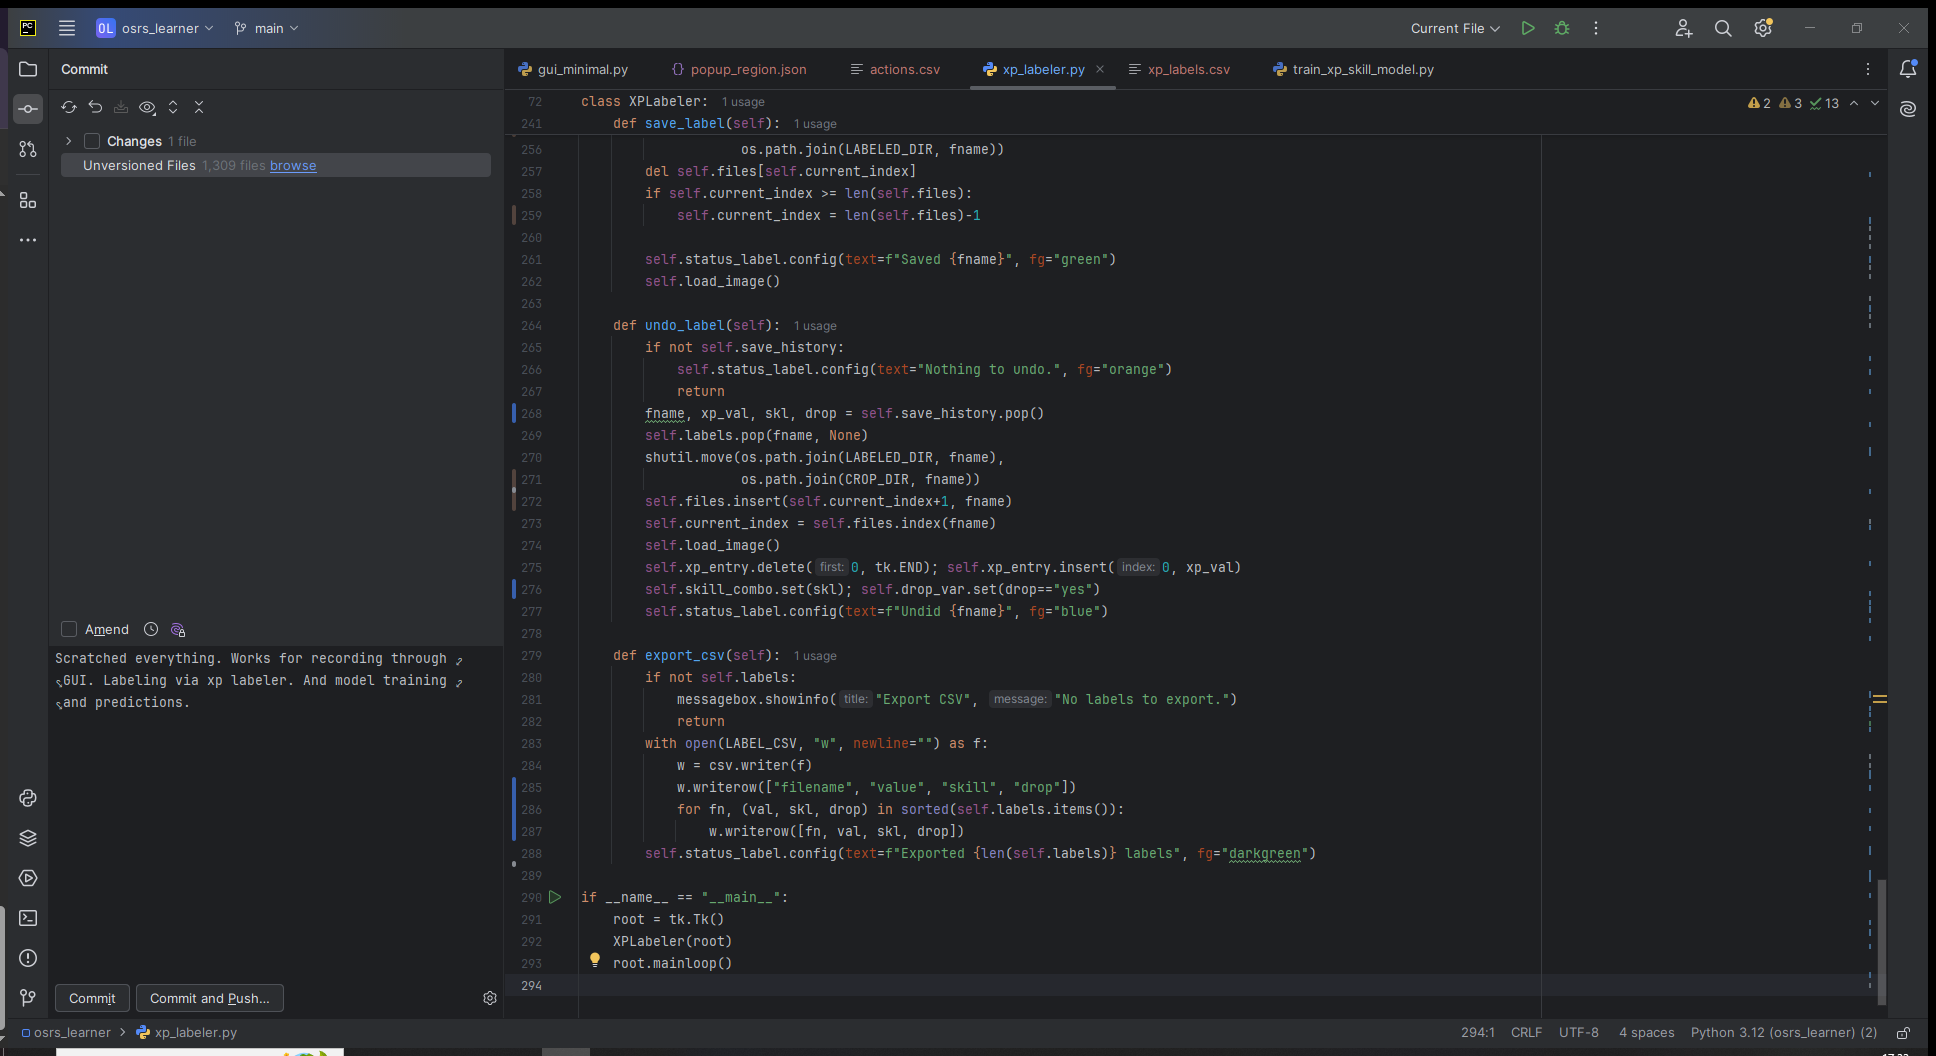 PC
OL osrs_learner
main
Current File
Commit
gui_minimal.py
popup_region.json
actions.csv
xp_labeler.py
xp_labels.csv
train_xp_skill_model.py
Changes 1 file
Unversioned Files 1,309 files browse
2 3 13
72 class XPLabeler: 1 usage
241 def save_label(self): 1 usage
256 os.path.join(LABELED_DIR, fname))
257 del self.files[self.current_index]
258 if self.current_index >= len(self.files):
259 self.current_index = len(self.files)-1
260
261 self.status_label.config(text=f"Saved {fname}", fg="green")
262 self.load_image()
263
264 def undo_label(self): 1 usage
265 if not self.save_history:
266 self.status_label.config(text="Nothing to undo.", fg="orange")
267 return
268 fname, xp_val, skl, drop = self.save_history.pop()
269 self.labels.pop(fname, None)
270 shutil.move(os.path.join(LABELED_DIR, fname),
271 os.path.join(CROP_DIR, fname))
272 self.files.insert(self.current_index+1, fname)
273 self.current_index = self.files.index(fname)
274 self.load_image()
275 self.xp_entry.delete( first: 0, tk.END); self.xp_entry.insert( index: 0, xp_val)
276 self.skill_combo.set(skl); self.drop_var.set(drop=="yes")
277 self.status_label.config(text=f"Undid {fname}", fg="blue")
278
279 def export_csv(self): 1 usage
280 if not self.labels:
281 messagebox.showinfo( title: "Export CSV", message: "No labels to export.")
282 return
283 with open(LABEL_CSV, "w", newline="") as f:
284 w = csv.writer(f)
285 w.writerow(["filename", "value", "skill", "drop"])
286 for fn, (val, skl, drop) in sorted(self.labels.items()):
287 w.writerow([fn, val, skl, drop])
288 self.status_label.config(text=f"Exported {len(self.labels)} labels", fg="darkgreen")
289
290 if __name__ == "__main__":
291 root = tk.Tk()
292 XPLabeler(root)
293 root.mainloop()
294
Amend
Scratched everything. Works for recording through
GUI. Labeling via xp labeler. And model training
and predictions.
Commit
Commit and Push...
osrs_learner > xp_labeler.py
294:1 CRLF UTF-8 4 spaces Python 3.12 (osrs_learner) (2)